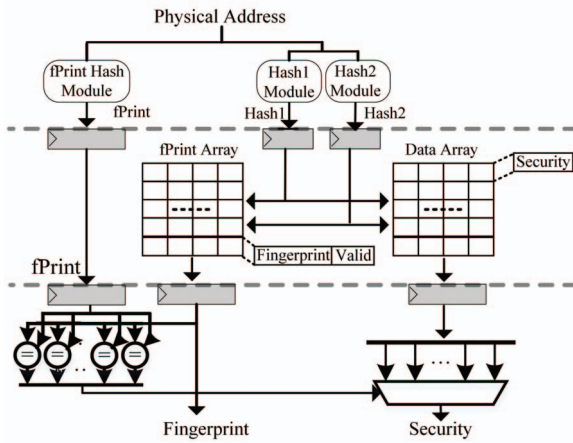 Physical Address
fPrint Hash
Module
Hash1
Module
Hash2
Module
fPrint
Hash1
Hash2
fPrint Array
Data Array
Security
Fingerprint
Valid
fPrint
= = = =
Fingerprint
Security